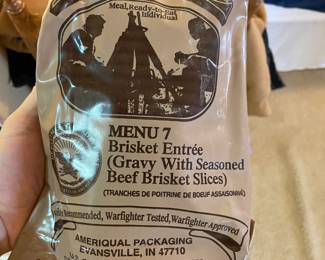 Meal, Ready-to-Eat,
Individual
MENU 7
Brisket Entrée
(Gravy With Seasoned
Beef Brisket Slices)
(TRANCHES DE POITRINE DE BOEUF ASSAISONNÉ
Recommended, Warfighter Tested, Warfighter Approved
AMERIQUAL PACKAGING
EVANSVILLE, IN 47710